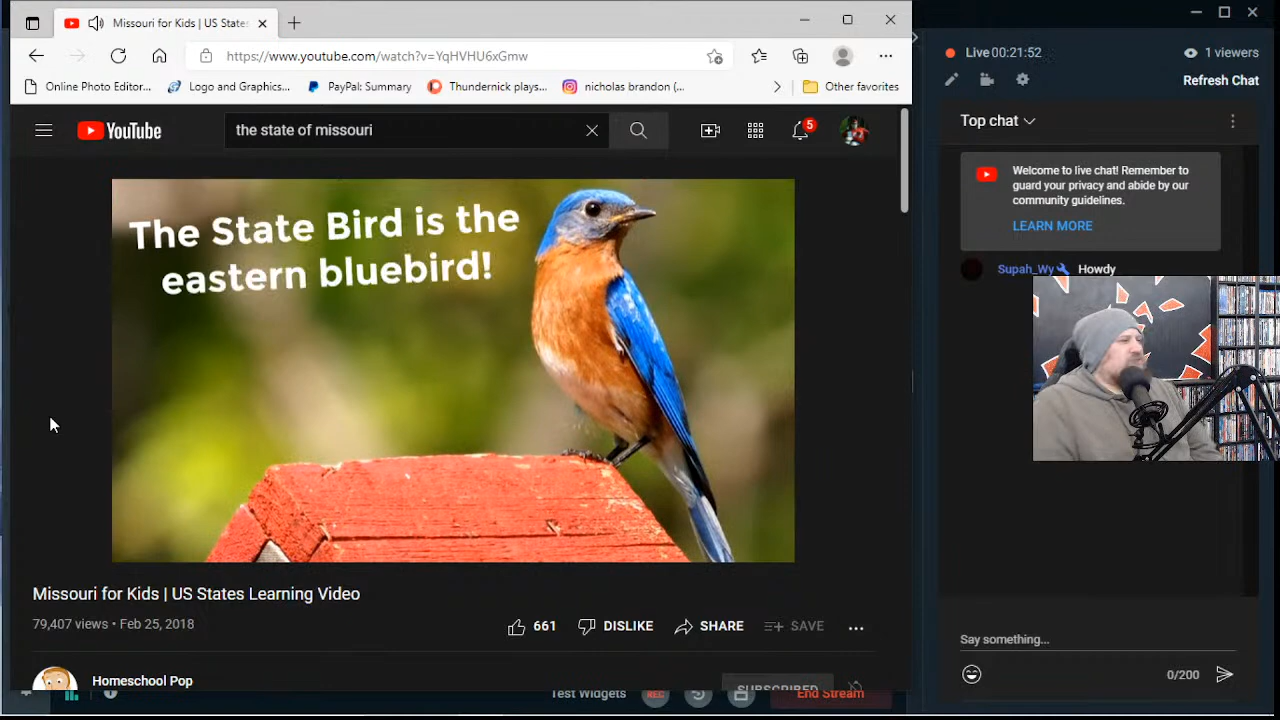 Missouri for Kids | US States
https://www.youtube.com/watch?v=YqHVHU6xGmw
Online Photo Editor...
Logo and Graphics...
PayPal: Summary
Thundernick plays...
nicholas brandon (...
Other favorites
YouTube
the state of missouri
5
The State Bird is the
eastern bluebird!
Missouri for Kids | US States Learning Video
79,407 views • Feb 25, 2018
661
DISLIKE
SHARE
SAVE
Homeschool Pop
SUBSCRIBED
Test Widgets
REC
End Stream
Live 00:21:52
1 viewers
Refresh Chat
Top chat
Welcome to live chat! Remember to
guard your privacy and abide by our
community guidelines.
LEARN MORE
Supah_Wy Howdy
Say something...
0/200